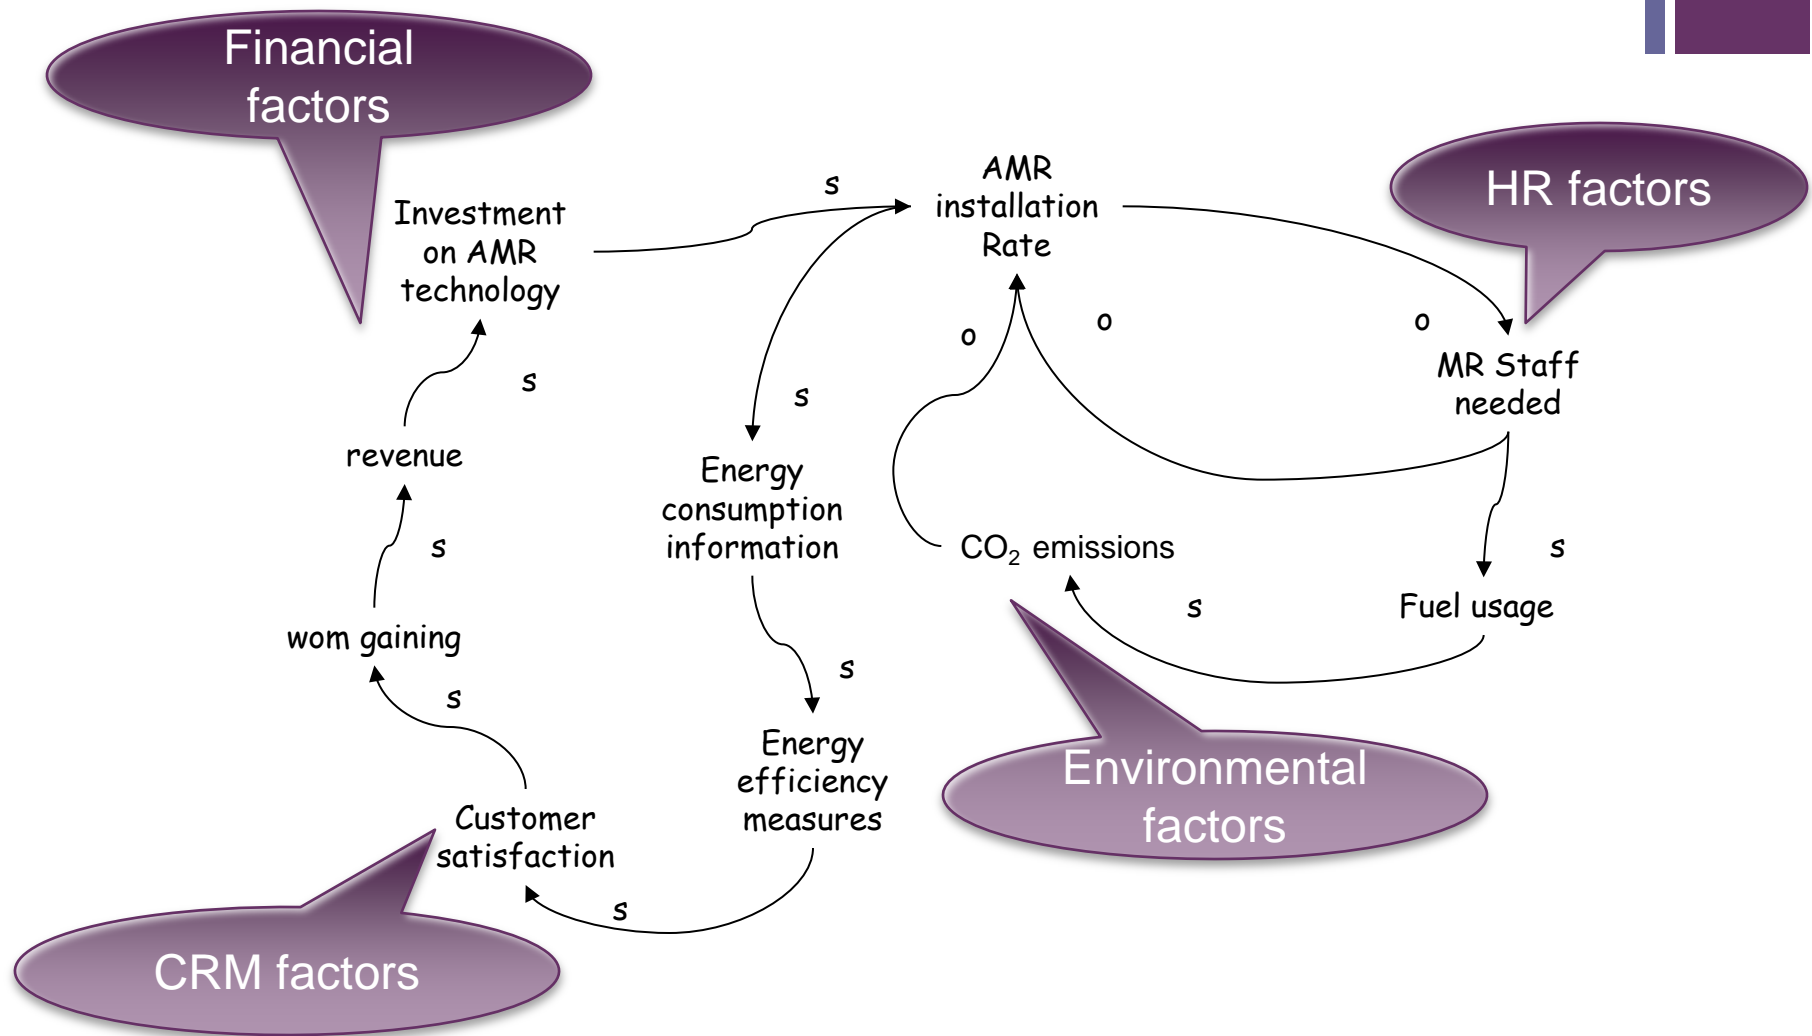 Financial
factors
AMR
installation
Rate
HR factors
Investment
on AMR
technology
s
s
o
o
o
s
MR Staff
needed
s
revenue
Energy
consumption
information
s
CO₂ emissions
s
s
Fuel usage
wom gaining
s
s
Energy
efficiency
measures
Environmental
factors
Customer
satisfaction
s
CRM factors